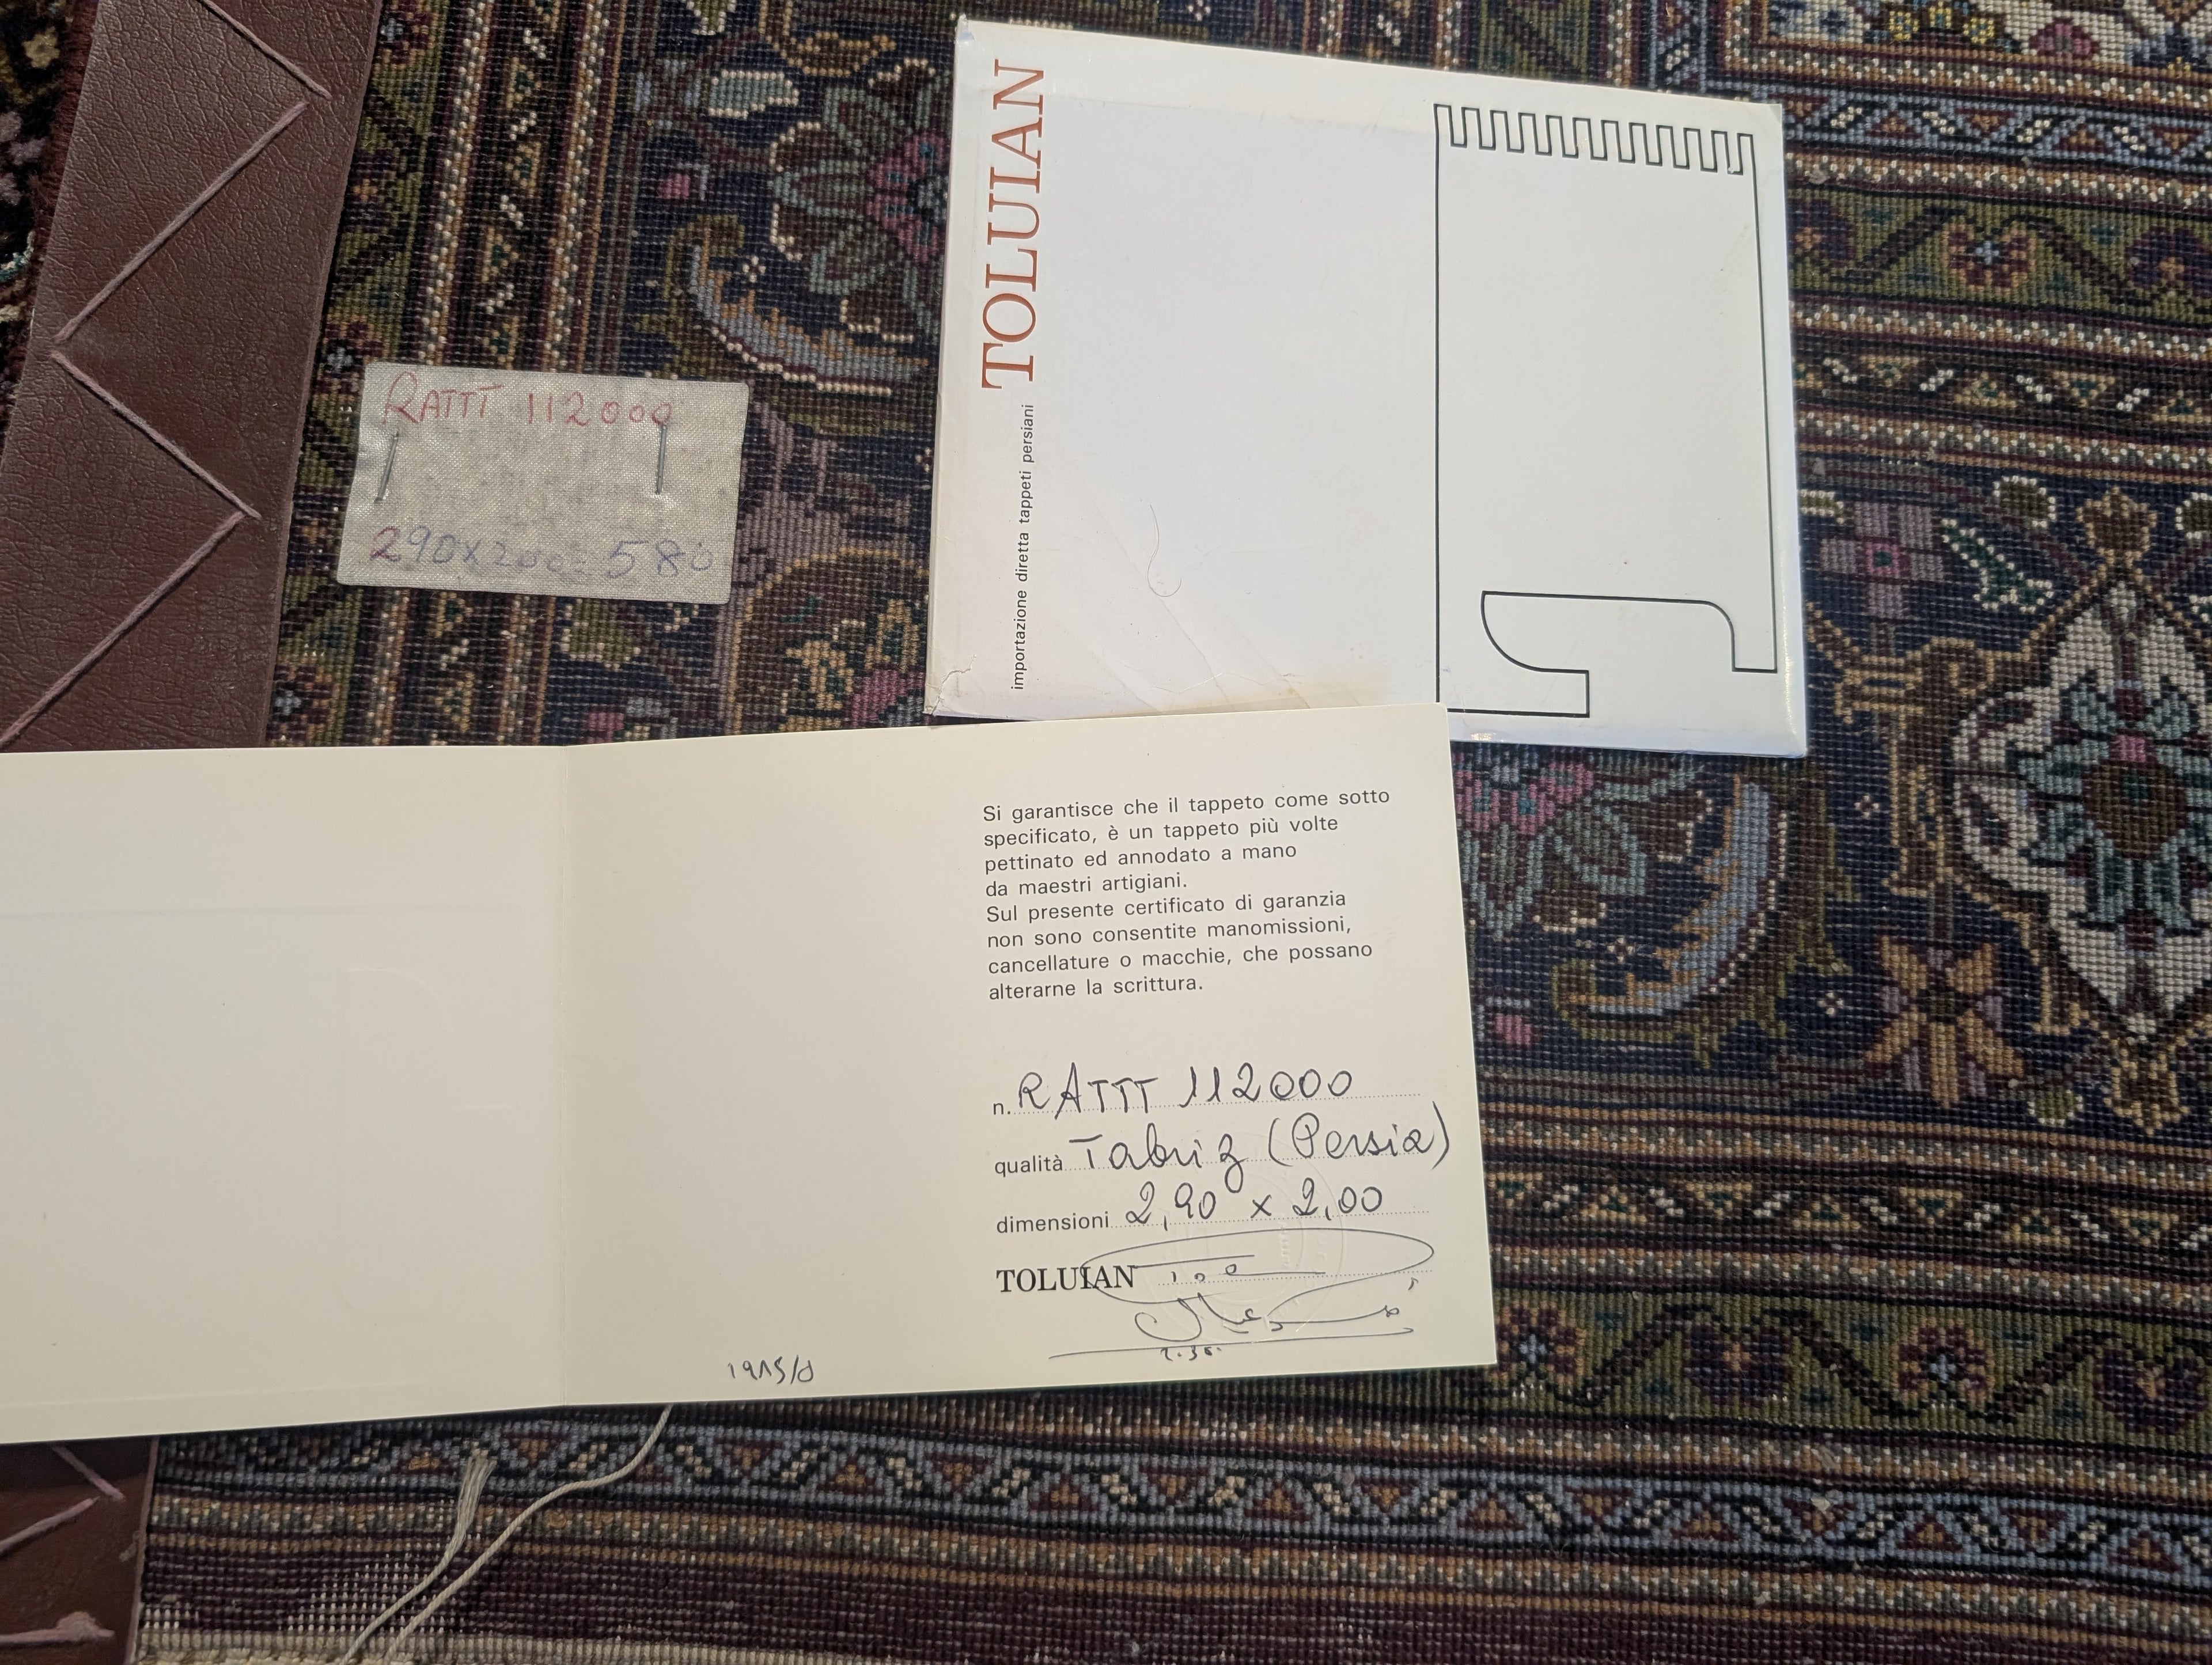 TOLUIAN
importazione diretta tappeti persiani
RATTI 112000
290x200=580
Si garantisce che il tappeto come sotto
specificato, è un tappeto più volte
pettinato ed annodato a mano
da maestri artigiani.
Sul presente certificato di garanzia
non sono consentite manomissioni,
cancellature o macchie, che possano
alterarne la scrittura.
n. RATTT 112000
qualità Tabriz (Persia)
dimensioni 2,90 x 2,00
TOLUIAN